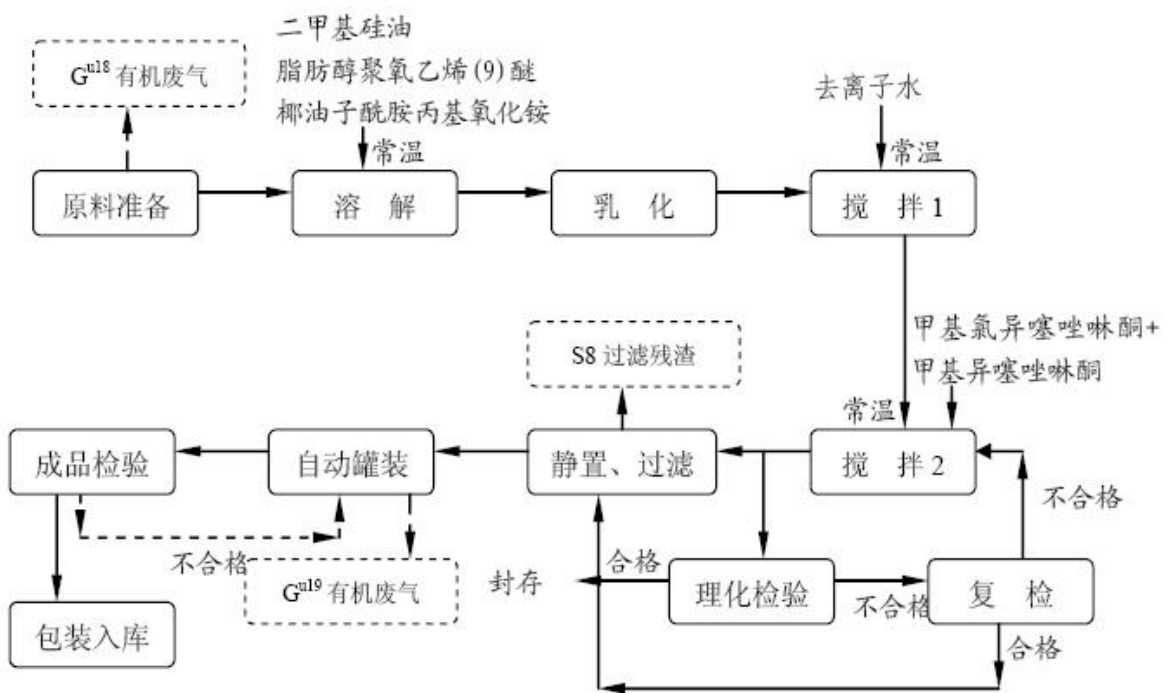 二甲基硅油
G^u18 有机废气
脂肪醇聚氧乙烯(9)醚
椰油子酰胺丙基氧化铵
去离子水
常温
常温
原料准备
溶 解
乳 化
搅 拌 1
甲基氯异噻唑啉酮+
甲基异噻唑啉酮
S8 过滤残渣
常温
成品检验
自动罐装
静置、过滤
搅 拌 2
不合格
不合格
G^u19 有机废气
封存
合格
理化检验
不合格
复 检
包装入库
合格